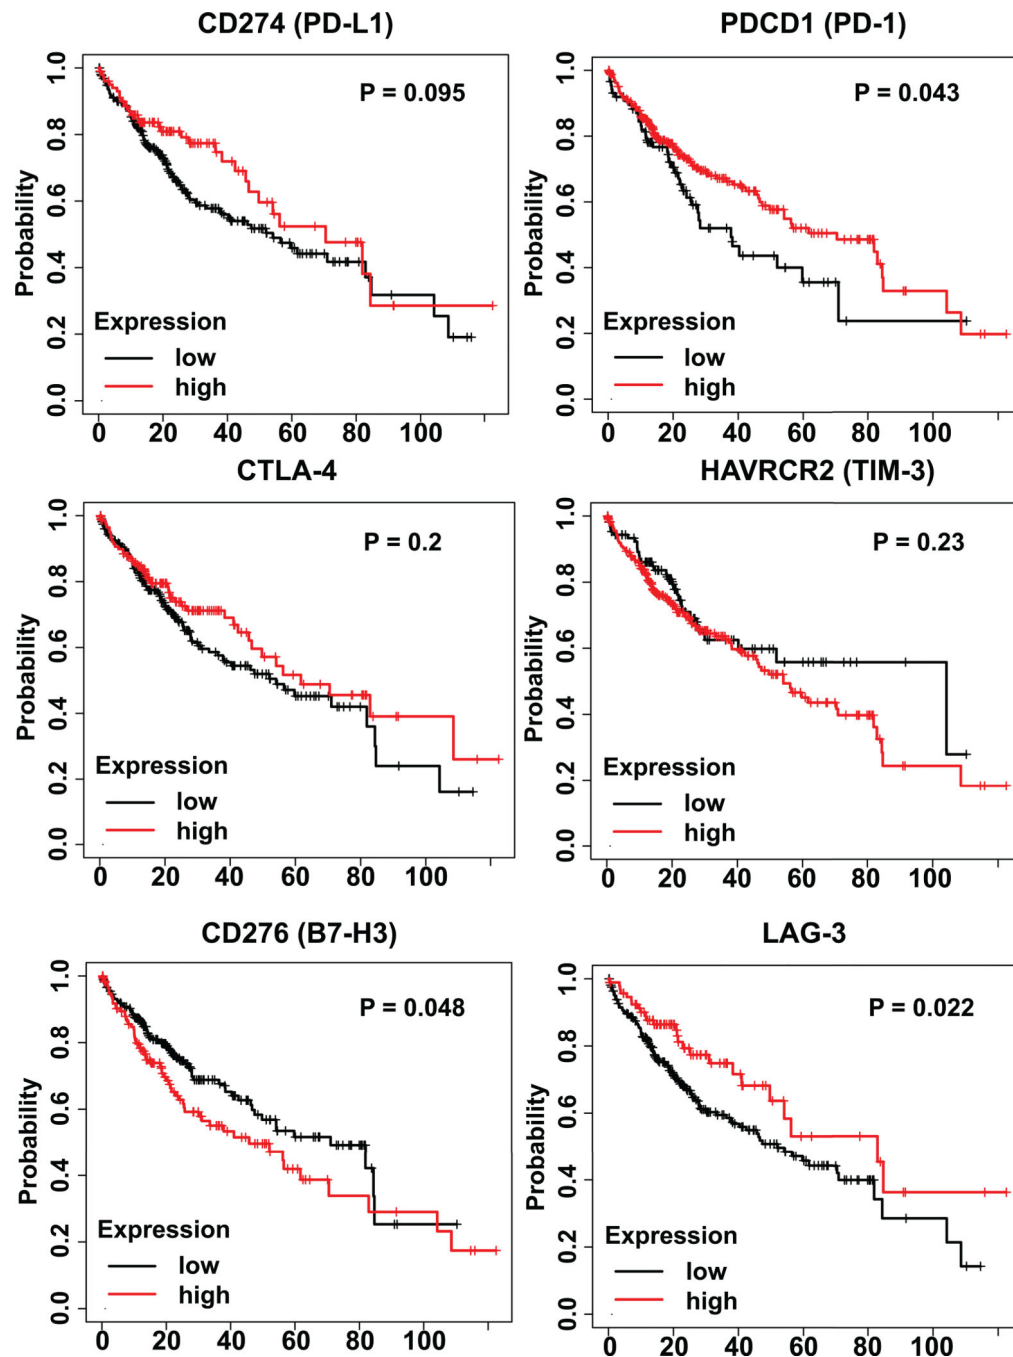 CD274 (PD-L1)
P = 0.095
Probability
1.0
0.8
0.6
0.4
0.2
0.0
Expression
low
high
0 20 40 60 80 100
PDCD1 (PD-1)
P = 0.043
Probability
1.0
0.8
0.6
0.4
0.2
0.0
Expression
low
high
0 20 40 60 80 100
CTLA-4
P = 0.2
Probability
1.0
0.8
0.6
0.4
0.2
0.0
Expression
low
high
0 20 40 60 80 100
HAVRCR2 (TIM-3)
P = 0.23
Probability
1.0
0.8
0.6
0.4
0.2
0.0
Expression
low
high
0 20 40 60 80 100
CD276 (B7-H3)
P = 0.048
Probability
1.0
0.8
0.6
0.4
0.2
0.0
Expression
low
high
0 20 40 60 80 100
LAG-3
P = 0.022
Probability
1.0
0.8
0.6
0.4
0.2
0.0
Expression
low
high
0 20 40 60 80 100